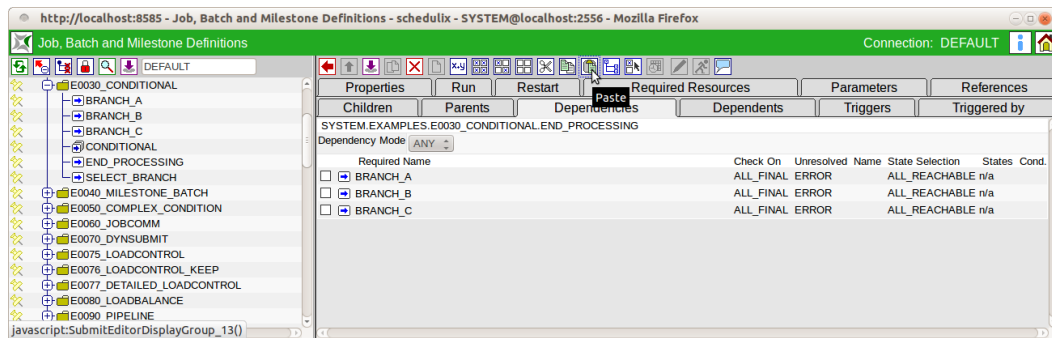 http://localhost:8585 - Job, Batch and Milestone Definitions - schedulix - SYSTEM@localhost:2556 - Mozilla Firefox
Job, Batch and Milestone Definitions
Connection: DEFAULT
DEFAULT
E0030_CONDITIONAL
BRANCH_A
BRANCH_B
BRANCH_C
CONDITIONAL
END_PROCESSING
SELECT_BRANCH
E0040_MILESTONE_BATCH
E0050_COMPLEX_CONDITION
E0060_JOBCOMM
E0070_DYNSUBMIT
E0075_LOADCONTROL
E0076_LOADCONTROL_KEEP
E0077_DETAILED_LOADCONTROL
E0080_LOADBALANCE
E0090_PIPELINE
javascript:SubmitEditorDisplayGroup_13()
x,y
Paste
Properties Run Restart Required Resources Parameters References
Children Parents Dependencies Dependents Triggers Triggered by
SYSTEM.EXAMPLES.E0030_CONDITIONAL.END_PROCESSING
Dependency Mode ANY
Required Name Check On Unresolved Name State Selection States Cond.
BRANCH_A ALL_FINAL ERROR ALL_REACHABLE n/a
BRANCH_B ALL_FINAL ERROR ALL_REACHABLE n/a
BRANCH_C ALL_FINAL ERROR ALL_REACHABLE n/a